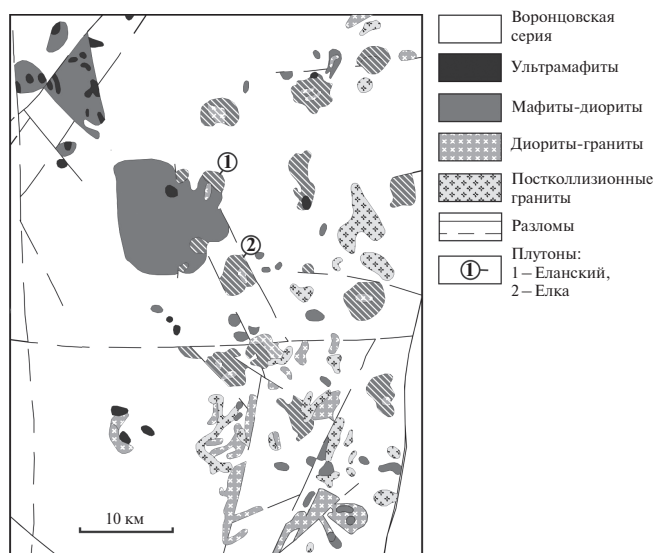 Воронцовская
серия
Ультрамафиты
Мафиты-диориты
Диориты-граниты
Постколлизионные
граниты
Разломы
1
Плутоны:
1 – Еланский,
2 – Елка
1
2
10 км